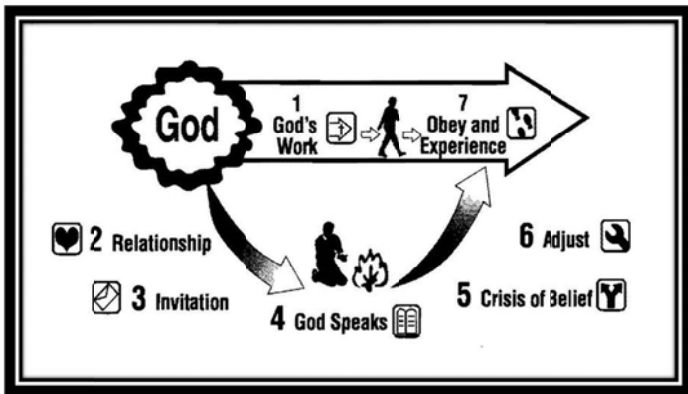 God
1
God's
Work
7
Obey and
Experience
2 Relationship
3 Invitation
4 God Speaks
5 Crisis of Belief
6 Adjust